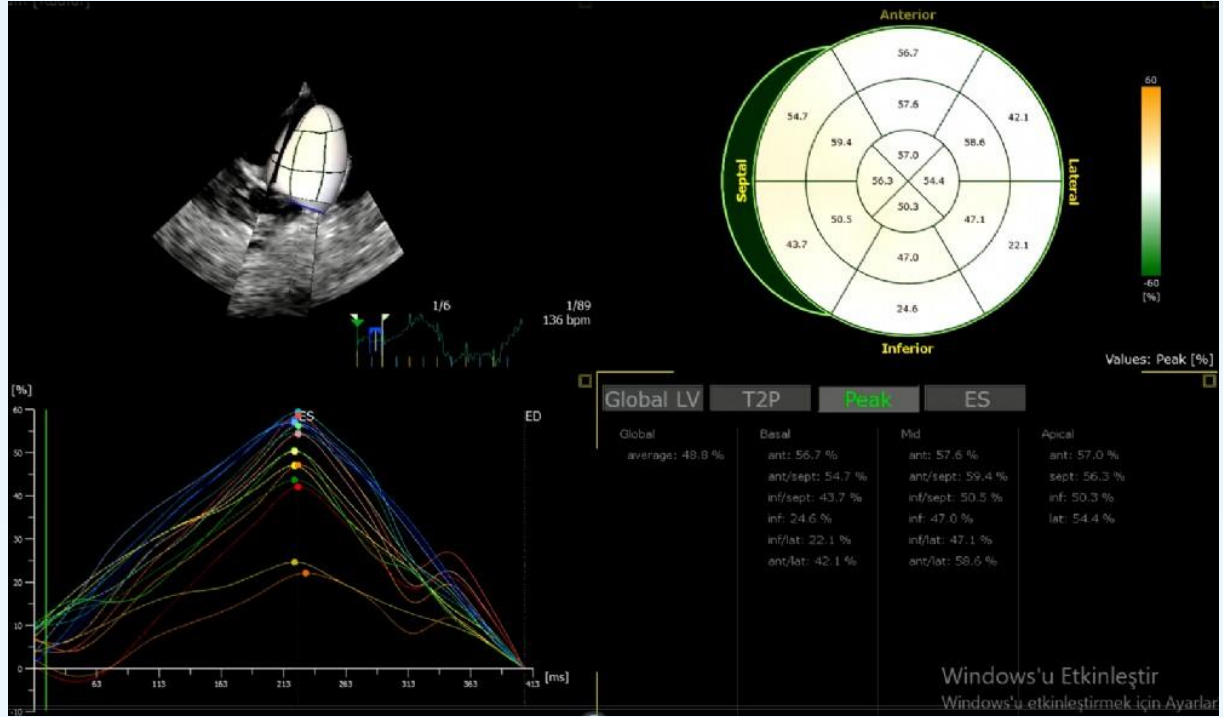 Anterior
56.7
57.6
54.7
42.1
59.4
58.6
57.0
56.3
54.4
50.3
Septal
Lateral
50.5
47.1
43.7
22.1
47.0
24.6
Inferior
60
-60
[%]
Values: Peak [%]
1/6
1/89
136 bpm
[%]
60
50
40
30
20
10
0
-10
ES
ED
63
113
163
213
263
313
363
413
[ms]
Global LV T2P Peak ES
Global
average: 48.8 %
Basal
ant: 56.7 %
ant/sept: 54.7 %
inf/sept: 43.7 %
inf: 24.6 %
inf/lat: 22.1 %
ant/lat: 42.1 %
Mid
ant: 57.6 %
ant/sept: 59.4 %
inf/sept: 50.5 %
inf: 47.0 %
inf/lat: 47.1 %
ant/lat: 58.6 %
Apical
ant: 57.0 %
sept: 56.3 %
inf: 50.3 %
lat: 54.4 %
Windows'u Etkinleştir
Windows'u etkinleştirmek için Ayarlar